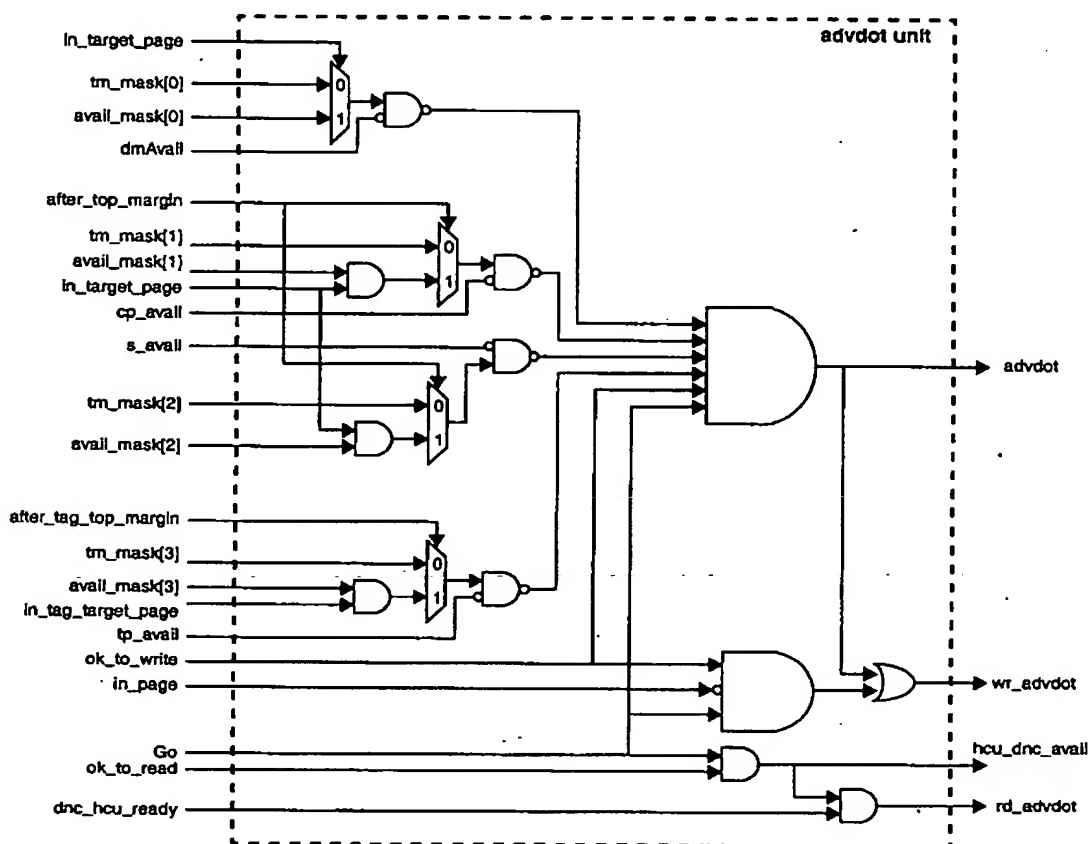 advdot unit
in_target_page
tm_mask[0]
0
avail_mask[0]
1
dmAvail
after_top_margin
tm_mask[1]
0
avail_mask[1]
in_target_page
1
cp_avail
s_avail
advdot
tm_mask[2]
0
avail_mask[2]
1
after_tag_top_margin
tm_mask[3]
0
avail_mask[3]
1
in_tag_target_page
tp_avail
ok_to_write
in_page
wr_advdot
Go
hcu_dnc_avail
ok_to_read
dnc_hcu_ready
rd_advdot